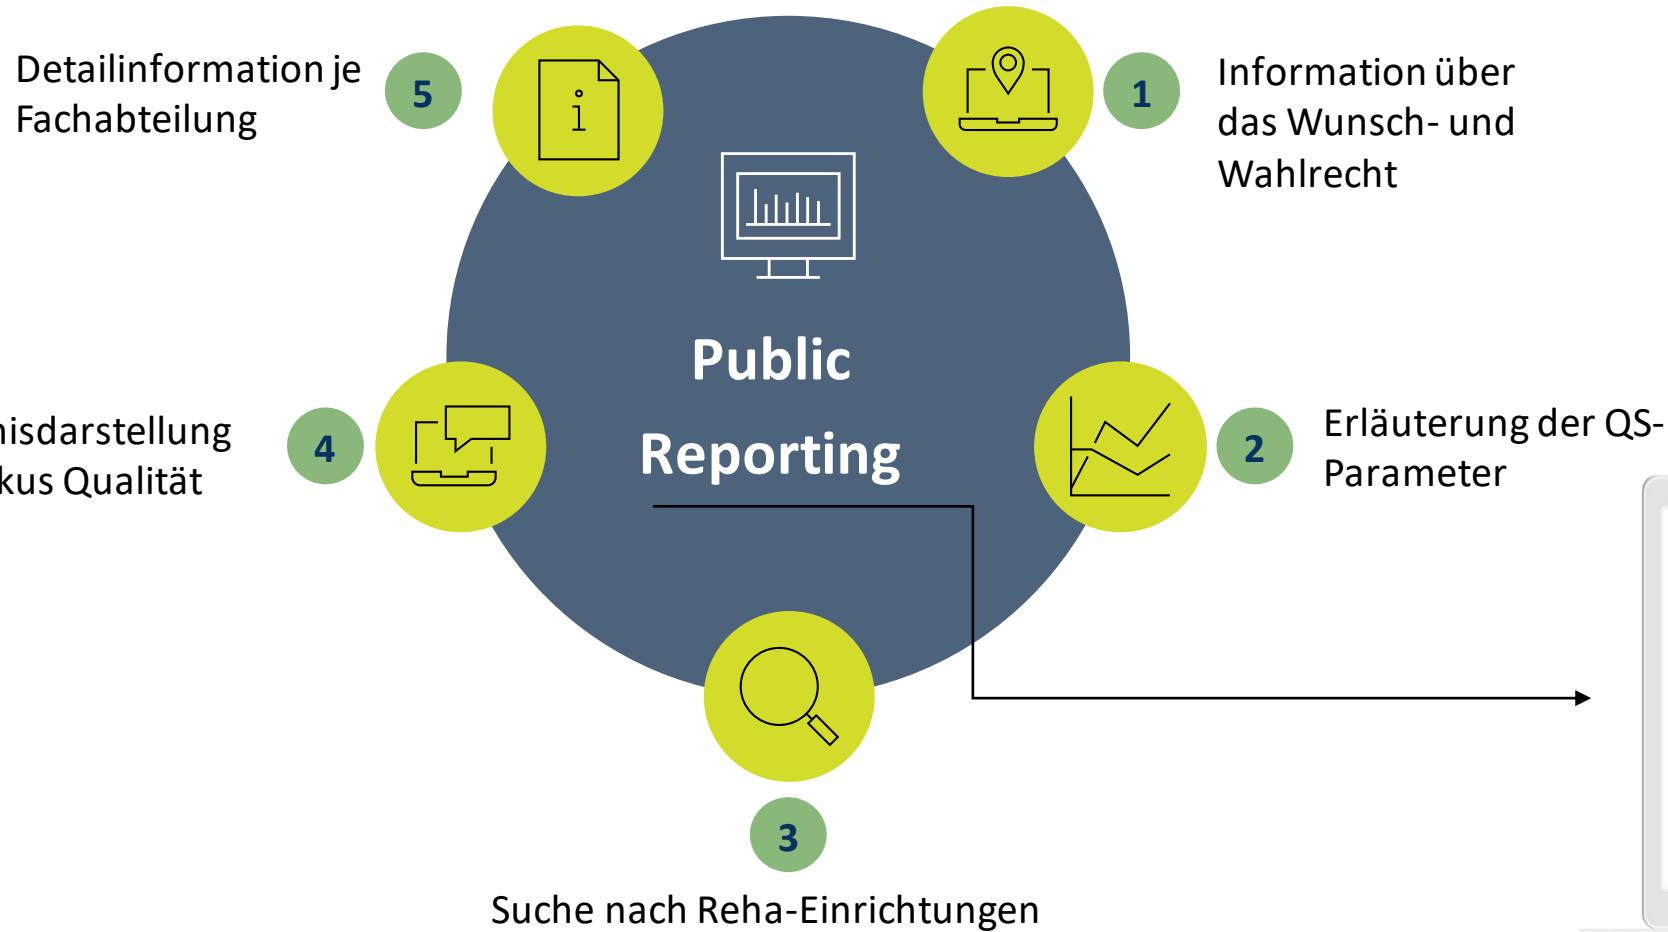 Detailinformation je
Fachabteilung
5
1
Information über
das Wunsch- und
Wahlrecht
i
Public
Reporting
4
2
Erläuterung der QS-
Parameter
Qualität
3
Suche nach Reha-Einrichtungen